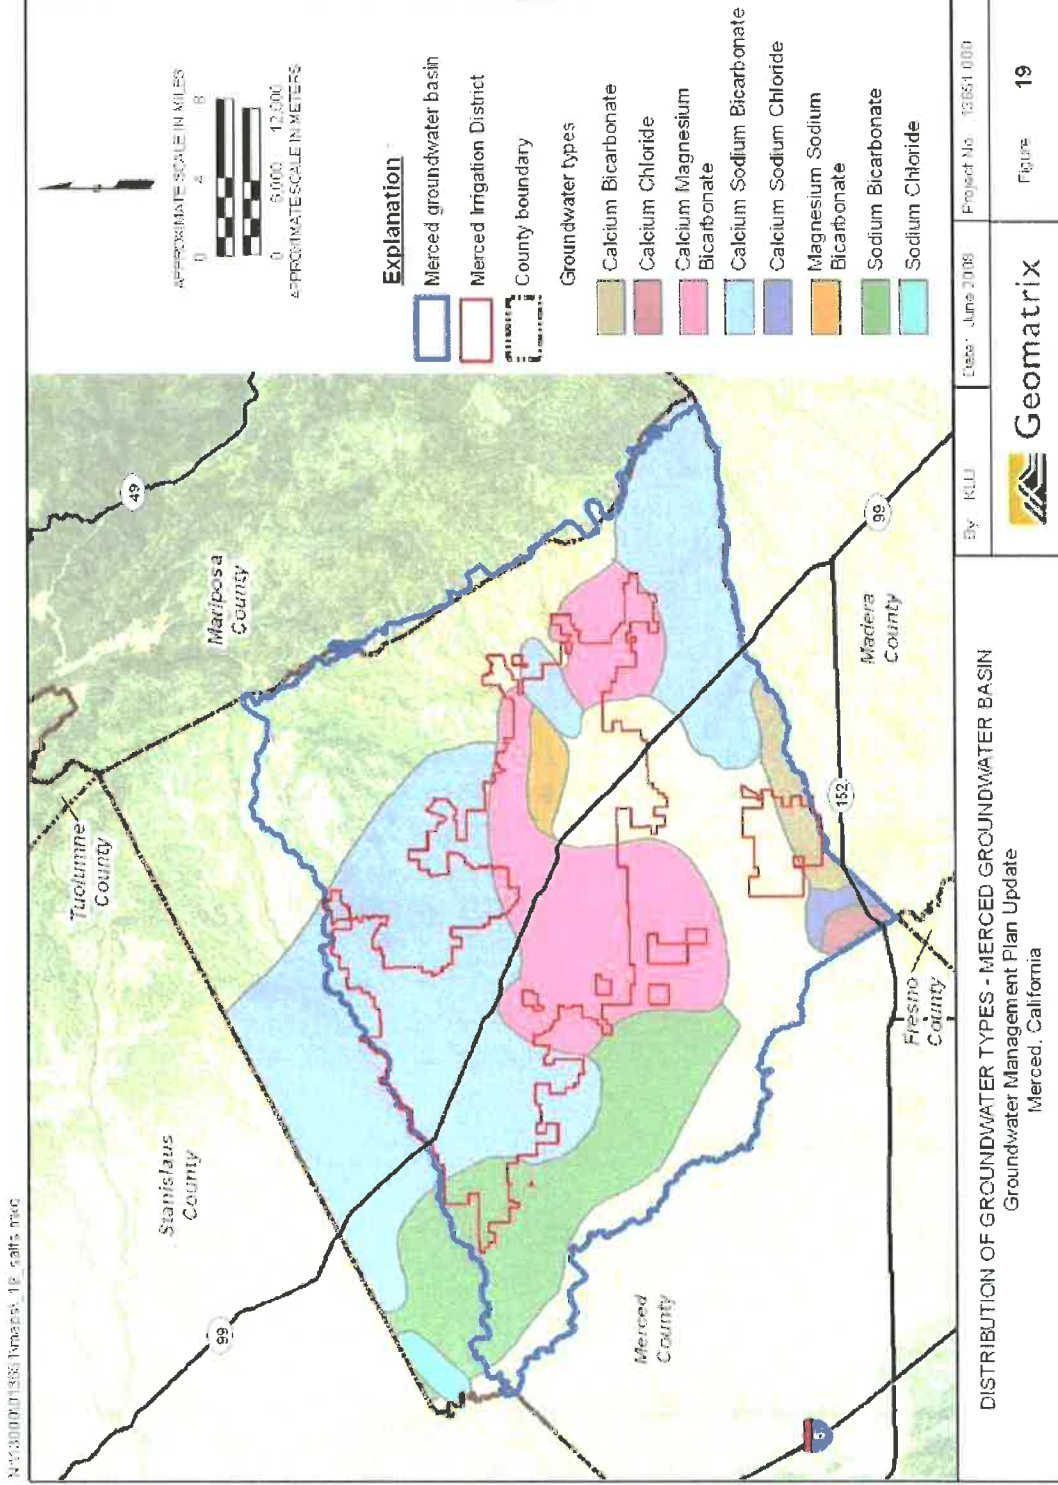 APPROXIMATE SCALE IN MILES
0 4 8
0 6,000 12,000
APPROXIMATE SCALE IN METERS
Explanation
Merced groundwater basin
Merced Irrigation District
County boundary
Groundwater types
Calcium Bicarbonate
Calcium Chloride
Calcium Magnesium
Bicarbonate
Calcium Sodium Bicarbonate
Calcium Sodium Chloride
Magnesium Sodium
Bicarbonate
Sodium Bicarbonate
Sodium Chloride
Tuolumne
County
Mariposa
County
49
Stanislaus
County
99
Merced
County
5
Fresno
County
152
Madera
County
99
DISTRIBUTION OF GROUNDWATER TYPES - MERCED GROUNDWATER BASIN
Groundwater Management Plan Update
Merced, California
By: KLD
Date: June 2008
Project No.
Geomatrix
Figure 19